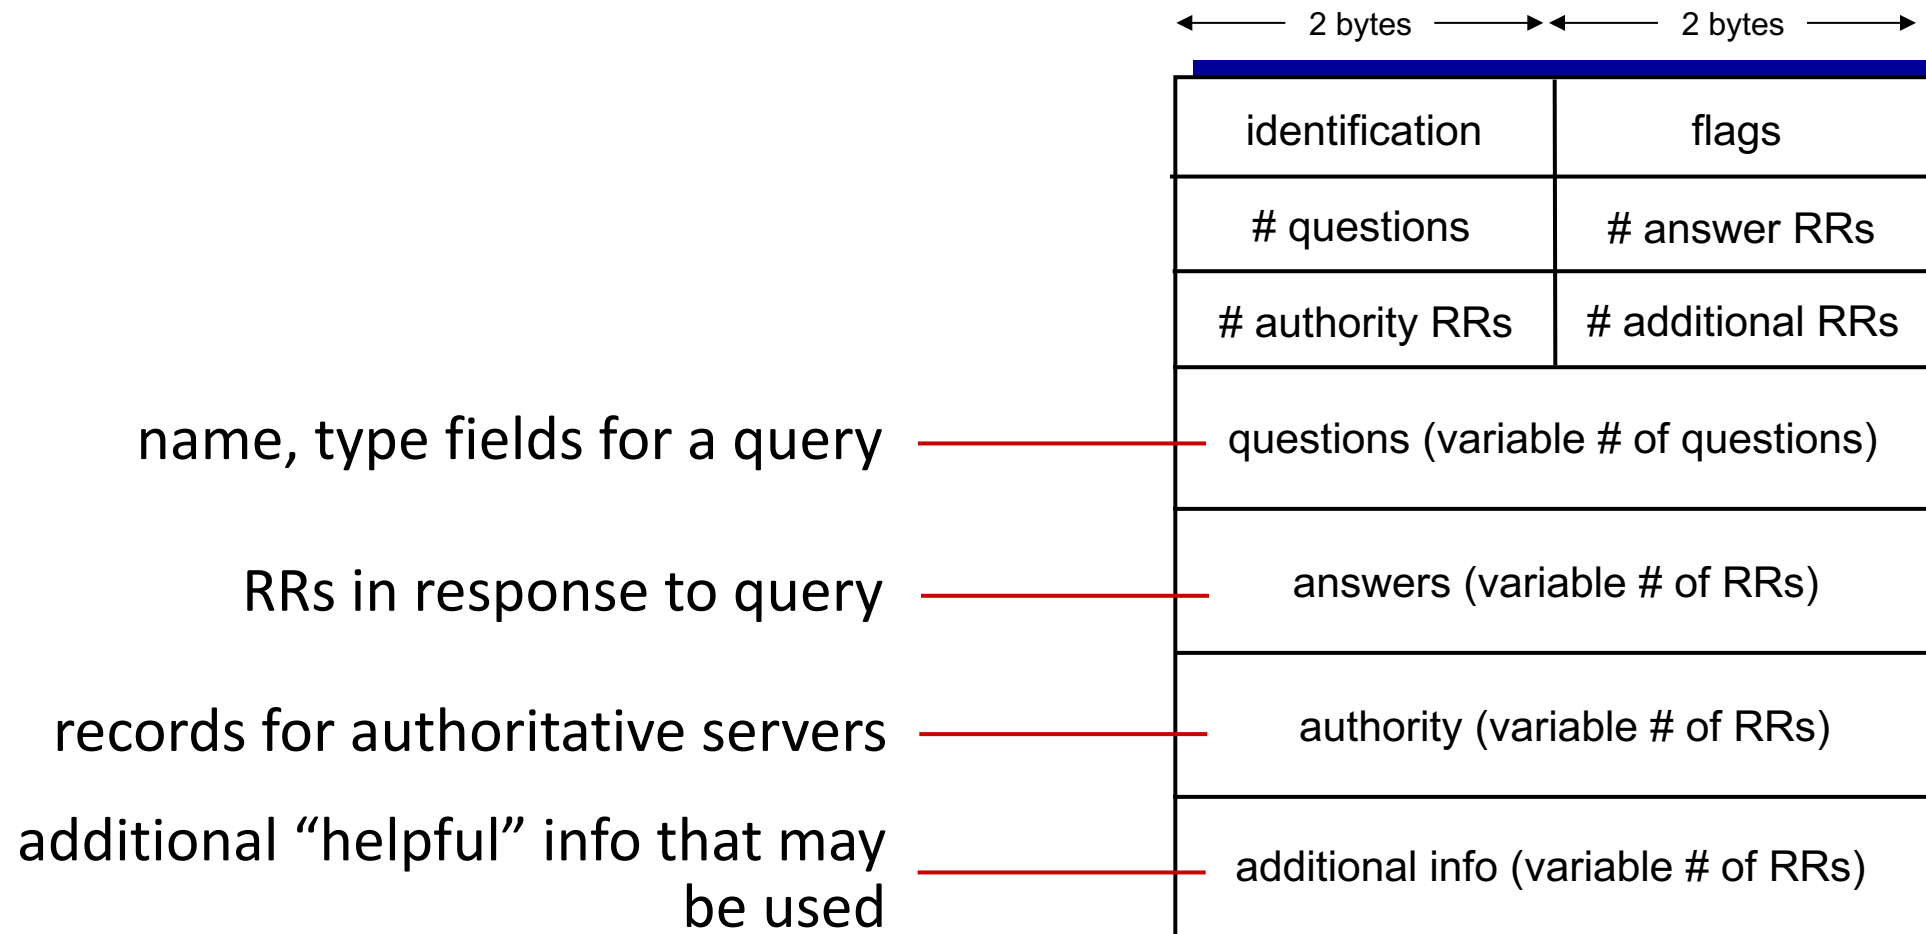 2 bytes 2 bytes
identification flags
# questions # answer RRs
# authority RRs # additional RRs
name, type fields for a query questions (variable # of questions)
RRs in response to query answers (variable # of RRs)
records for authoritative servers authority (variable # of RRs)
additional “helpful” info that may
be used
additional info (variable # of RRs)